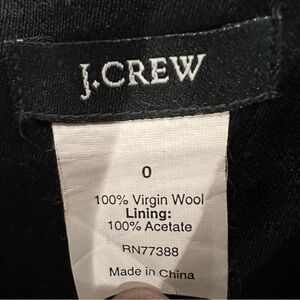 J.CREW
0
100% Virgin Wool
Lining:
100% Acetate
RN77388
Made in China